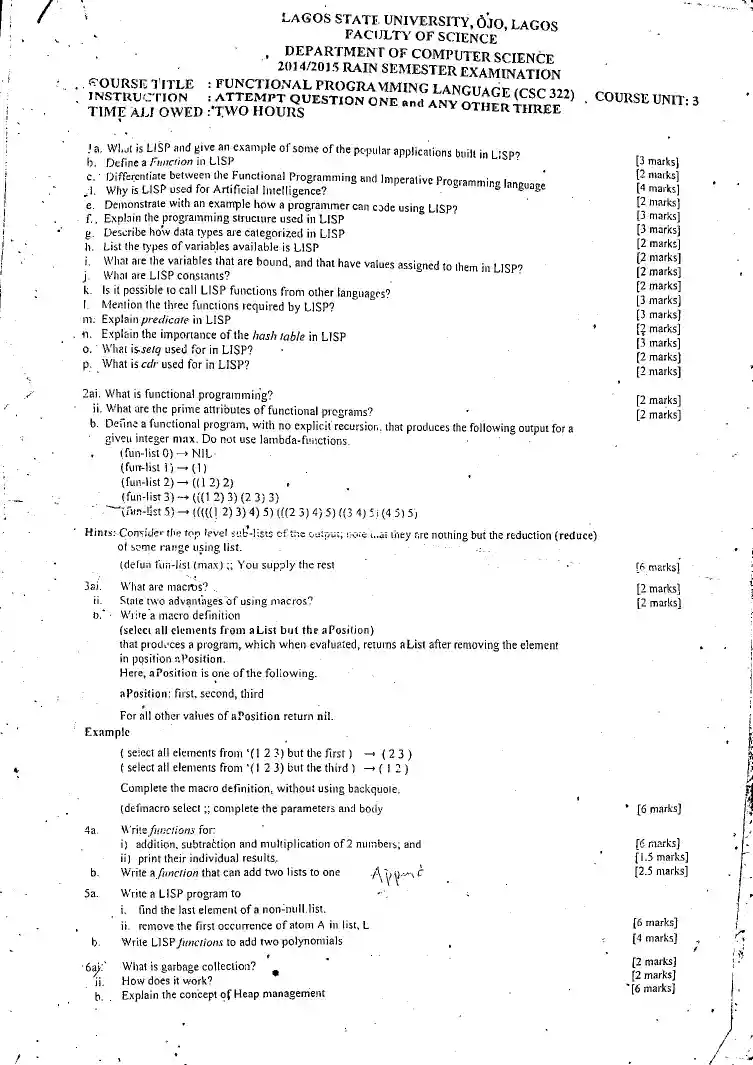 LAGOS STATE UNIVERSITY, OJO, LAGOS
FACULTY OF SCIENCE
DEPARTMENT OF COMPUTER SCIENCE
2014/2015 RAIN SEMESTER EXAMINATION
COURSE TITLE : FUNCTIONAL PROGRAMMING LANGUAGE (CSC 322) COURSE UNIT: 3
INSTRUCTION : ATTEMPT QUESTION ONE and ANY OTHER THREE
TIME ALLOWED : TWO HOURS
1a. What is LISP and give an example of some of the popular applications built in LISP? [3 marks]
b. Define a Function in LISP [2 marks]
c. Differentiate between the Functional Programming and Imperative Programming language [4 marks]
d. Why is LISP used for Artificial Intelligence? [2 marks]
e. Demonstrate with an example how a programmer can code using LISP? [3 marks]
f. Explain the programming structure used in LISP [3 marks]
g. Describe how data types are categorized in LISP [2 marks]
h. List the types of variables available is LISP [2 marks]
i. What are the variables that are bound, and that have values assigned to them in LISP? [2 marks]
j. What are LISP constants? [2 marks]
k. Is it possible to call LISP functions from other languages? [3 marks]
l. Mention the three functions required by LISP? [3 marks]
m. Explain predicate in LISP [2 marks]
n. Explain the importance of the hash table in LISP [3 marks]
o. What is setq used for in LISP? [2 marks]
p. What is cdr used for in LISP? [2 marks]
2ai. What is functional programming? [2 marks]
ii. What are the prime attributes of functional programs? [2 marks]
b. Define a functional program, with no explicit recursion, that produces the following output for a
given integer max. Do not use lambda-functions.
(fun-list 0) → NIL
(fun-list 1) → (1)
(fun-list 2) → ((1 2) 2)
(fun-list 3) → (((1 2) 3) (2 3) 3)
(fun-list 5) → (((((1 2) 3) 4) 5) (((2 3) 4) 5) ((3 4) 5) (4 5) 5)
Hints: Consider the top level sub-lists of the output; note that they are nothing but the reduction (reduce)
of some range using list.
(defun fun-list (max) ;; You supply the rest [6 marks]
3ai. What are macros? [2 marks]
ii. State two advantages of using macros? [2 marks]
b. Write a macro definition
(select all elements from aList but the aPosition)
that produces a program, which when evaluated, returns aList after removing the element
in position aPosition.
Here, aPosition is one of the following.
aPosition: first, second, third
For all other values of aPosition return nil.
Example
( select all elements from '(1 2 3) but the first ) → ( 2 3 )
( select all elements from '(1 2 3) but the third ) → ( 1 2 )
Complete the macro definition, without using backquote.
(defmacro select ;; complete the parameters and body [6 marks]
4a. Write functions for:
i) addition, subtraction and multiplication of 2 numbers; and [6 marks]
ii) print their individual results. [1.5 marks]
b. Write a function that can add two lists to one [2.5 marks]
5a. Write a LISP program to
i. find the last element of a non-null list.
ii. remove the first occurrence of atom A in list, L [6 marks]
b. Write LISP functions to add two polynomials [4 marks]
6ai. What is garbage collection? [2 marks]
ii. How does it work? [2 marks]
b. Explain the concept of Heap management [6 marks]